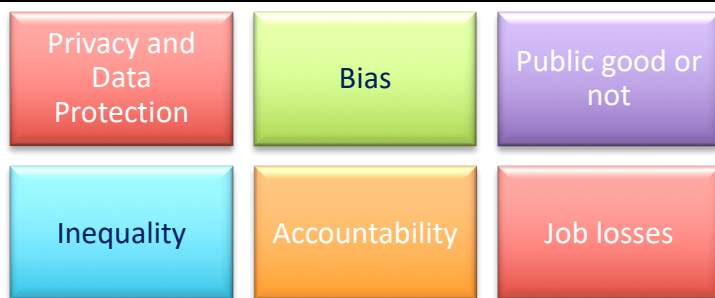 Privacy and
Data
Protection
Bias
Public good or
not
Inequality
Accountability
Job losses